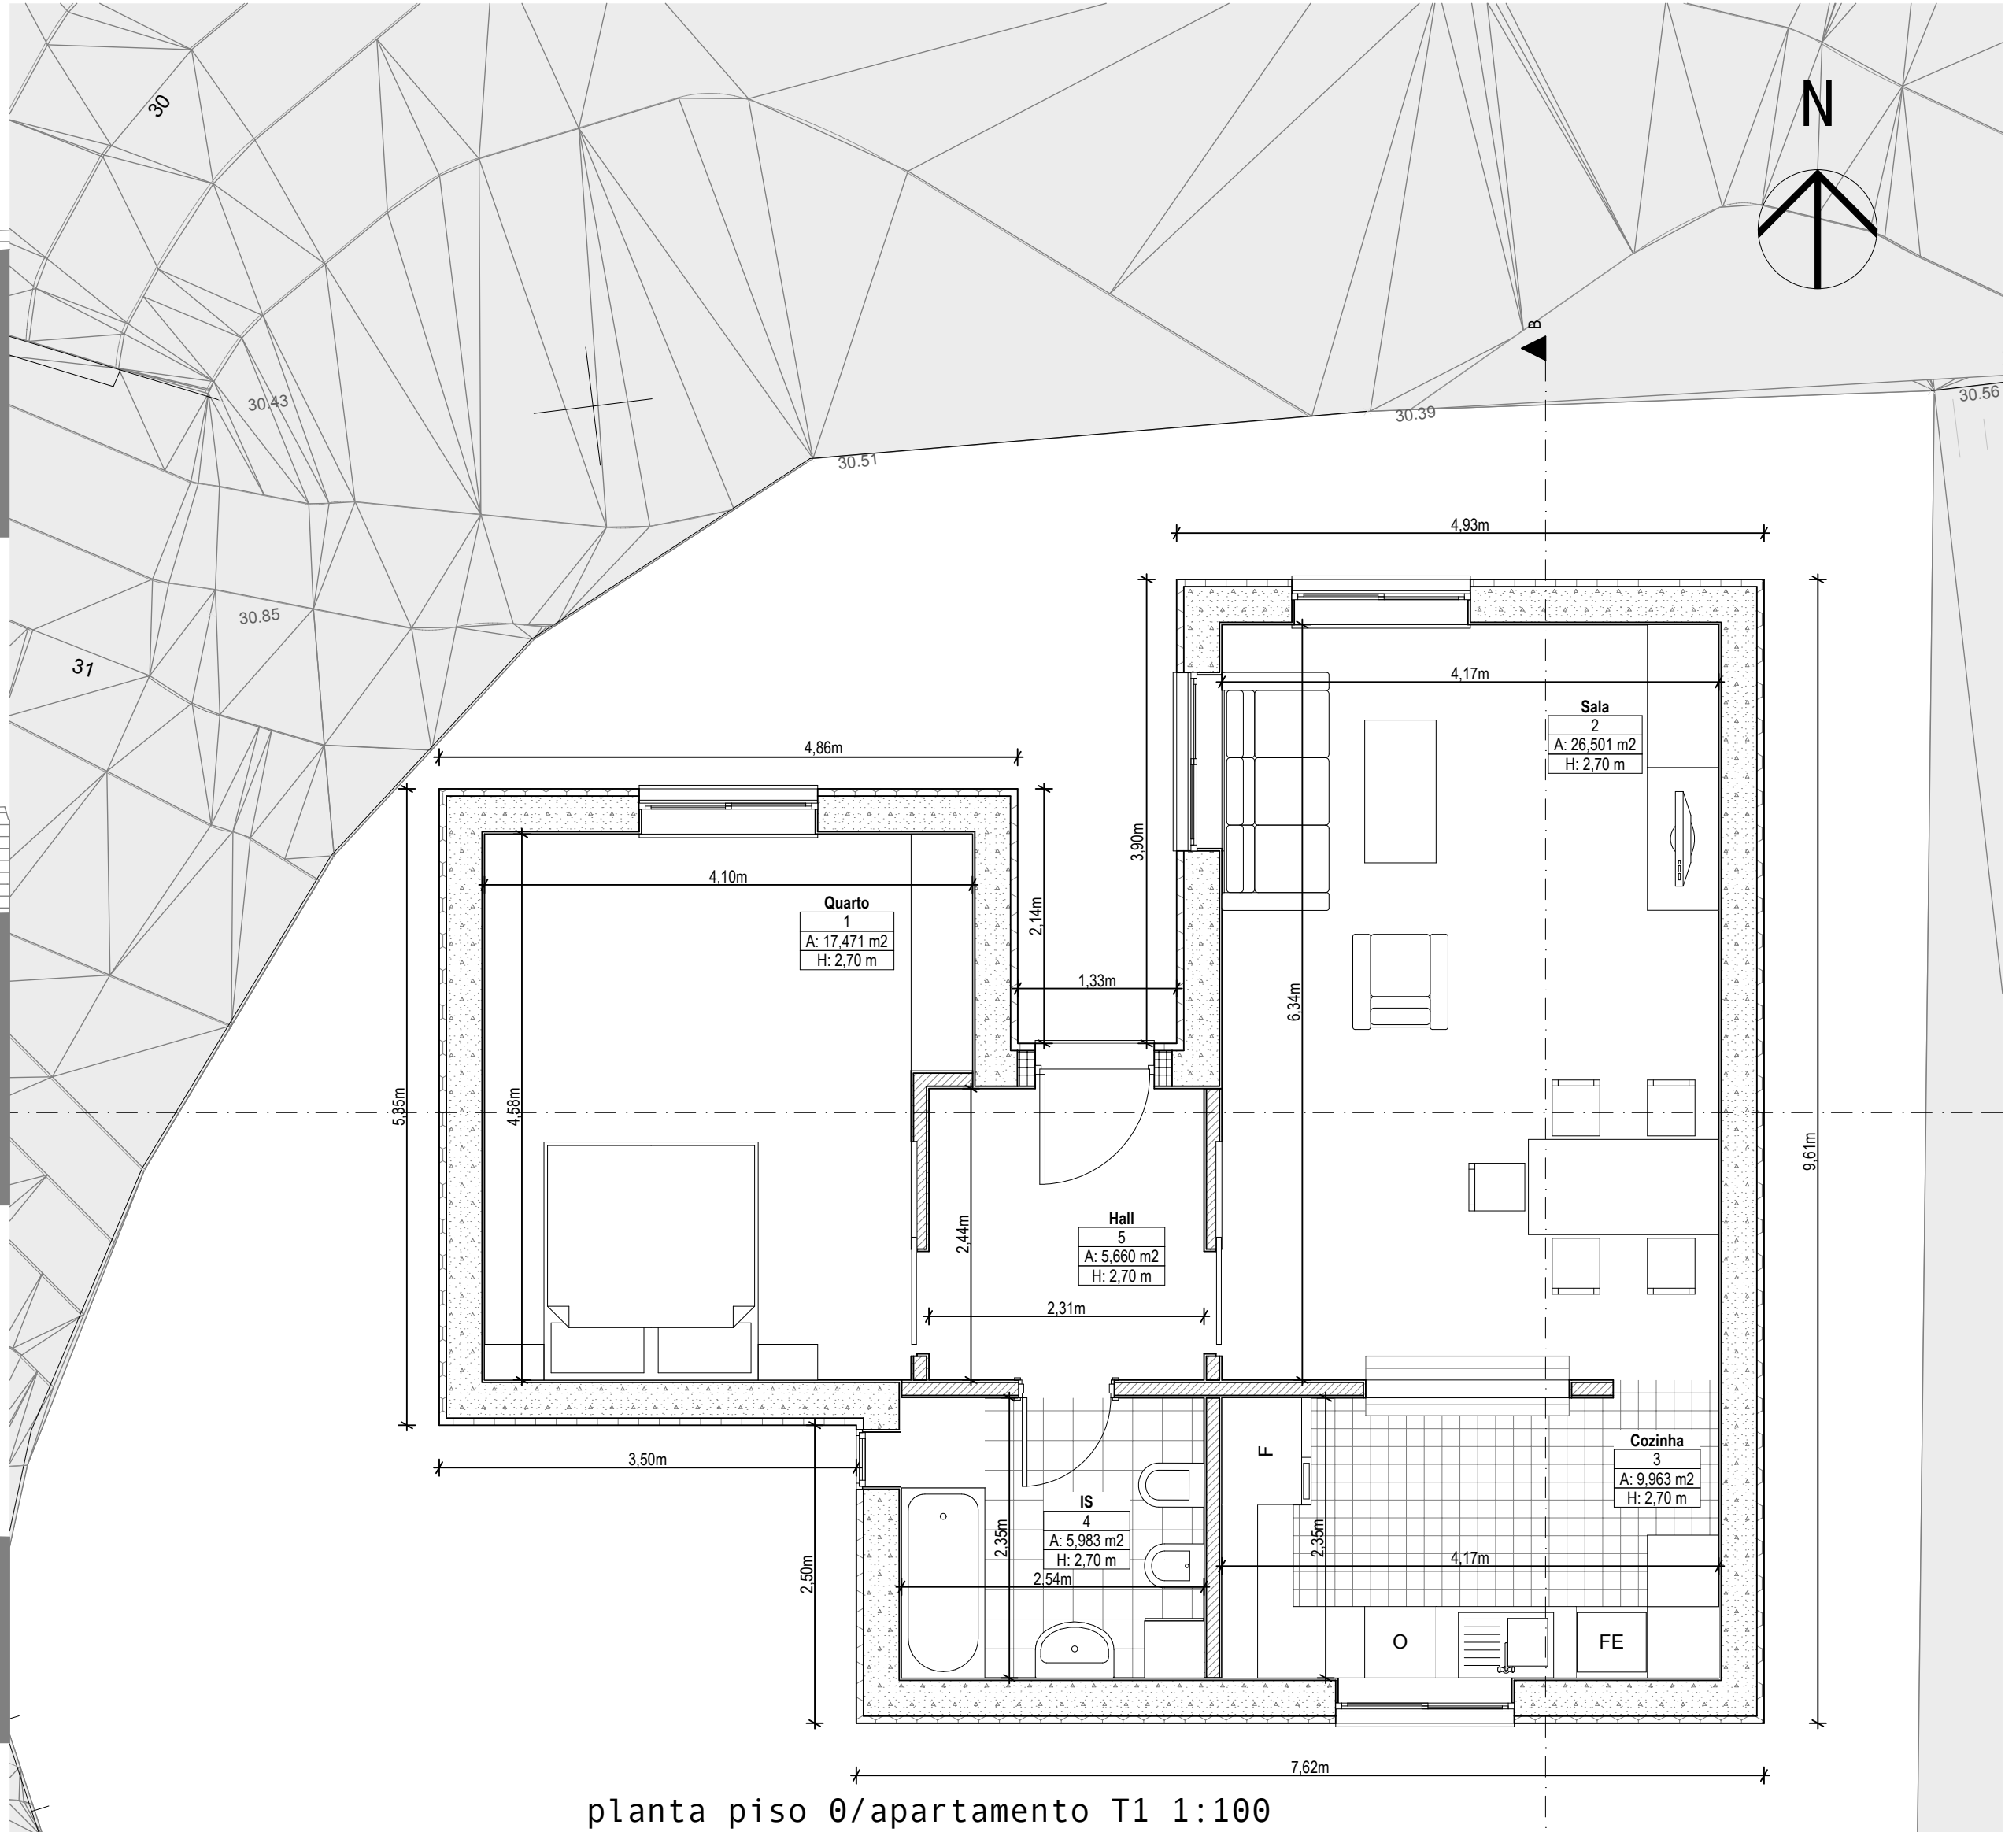 30
N
B
30.43
30.39
30.56
30.51
4,93m
30.85
31
4,17m
Sala
2
A: 26,501 m2
H: 2,70 m
4,86m
3,90m
4,10m
Quarto
1
A: 17,471 m2
H: 2,70 m
2,14m
1,33m
6,34m
5,35m
4,58m
9,61m
Hall
5
A: 5,660 m2
H: 2,70 m
2,44m
2,31m
3,50m
F
Cozinha
3
A: 9,963 m2
H: 2,70 m
IS
4
A: 5,983 m2
H: 2,70 m
2,35m
2,35m
4,17m
2,54m
2,50m
O
FE
7,62m
planta piso 0/apartamento T1 1:100